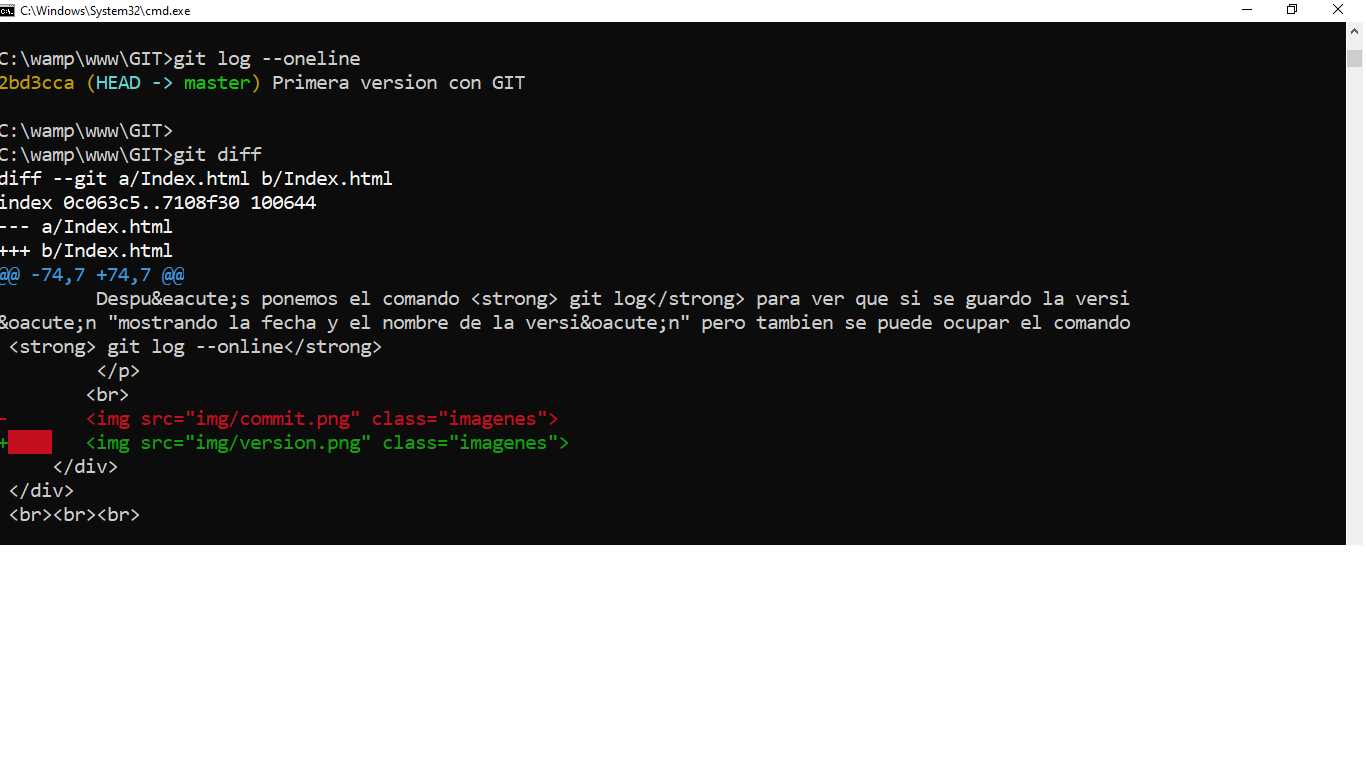 C:\Windows\System32\cmd.exe
C:\wamp\www\GIT>git log --oneline
2bd3cca (HEAD -> master) Primera version con GIT
C:\wamp\www\GIT>
C:\wamp\www\GIT>git diff
diff --git a/Index.html b/Index.html
index 0c063c5..7108f30 100644
--- a/Index.html
+++ b/Index.html
@@ -74,7 +74,7 @@
Despu&eacute;s ponemos el comando <strong> git log</strong> para ver que si se guardo la versi
&oacute;n "mostrando la fecha y el nombre de la versi&oacute;n" pero tambien se puede ocupar el comando
<strong> git log --online</strong>
</p>
<br>
-        <img src="img/commit.png" class="imagenes">
+        <img src="img/version.png" class="imagenes">
</div>
</div>
<br><br><br>